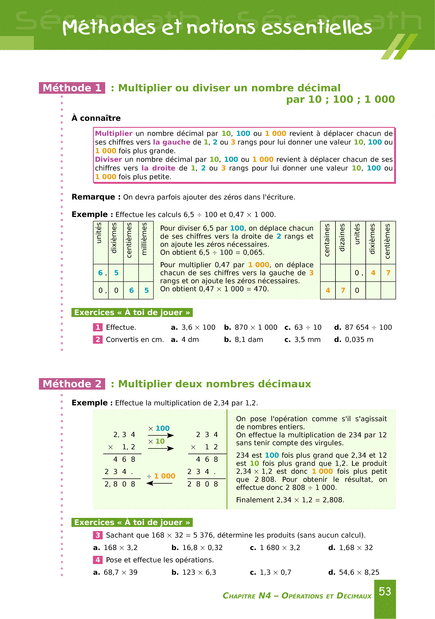 Méthodes et notions essentielles
Méthode 1 : Multiplier ou diviser un nombre décimal
par 10 ; 100 ; 1 000
À connaître
Multiplier un nombre décimal par 10, 100 ou 1 000 revient à déplacer chacun de
ses chiffres vers la gauche de 1, 2 ou 3 rangs pour lui donner une valeur 10, 100 ou
1 000 fois plus grande.
Diviser un nombre décimal par 10, 100 ou 1 000 revient à déplacer chacun de ses
chiffres vers la droite de 1, 2 ou 3 rangs pour lui donner une valeur 10, 100 ou
1 000 fois plus petite.
Remarque : On devra parfois ajouter des zéros dans l'écriture.
Exemple : Effectue les calculs 6,5 ÷ 100 et 0,47 × 1 000.
unités dixièmes centièmes millièmes
6 , 5
0 , 0 6 5
Pour diviser 6,5 par 100, on déplace chacun
de ses chiffres vers la droite de 2 rangs et
on ajoute les zéros nécessaires.
On obtient 6,5 ÷ 100 = 0,065.
Pour multiplier 0,47 par 1 000, on déplace
chacun de ses chiffres vers la gauche de 3
rangs et on ajoute les zéros nécessaires.
On obtient 0,47 × 1 000 = 470.
centaines dizaines unités dixièmes centièmes
0 , 4 7
4 7 0
Exercices « À toi de jouer »
1 Effectue. a. 3,6 × 100 b. 870 × 1 000 c. 63 ÷ 10 d. 87 654 ÷ 100
2 Convertis en cm. a. 4 dm b. 8,1 dam c. 3,5 mm d. 0,035 m
Méthode 2 : Multiplier deux nombres décimaux
Exemple : Effectue la multiplication de 2,34 par 1,2.
2, 3 4 × 100 2 3 4
× 1, 2 × 10 × 1 2
4 6 8 4 6 8
2 3 4 . ÷ 1 000 2 3 4 .
2, 8 0 8 2 8 0 8
On pose l'opération comme s'il s'agissait
de nombres entiers.
On effectue la multiplication de 234 par 12
sans tenir compte des virgules.
234 est 100 fois plus grand que 2,34 et 12
est 10 fois plus grand que 1,2. Le produit
2,34 × 1,2 est donc 1 000 fois plus petit
que 2 808. Pour obtenir le résultat, on
effectue donc 2 808 ÷ 1 000.
Finalement 2,34 × 1,2 = 2,808.
Exercices « À toi de jouer »
3 Sachant que 168 × 32 = 5 376, détermine les produits (sans aucun calcul).
a. 168 × 3,2 b. 16,8 × 0,32 c. 1 680 × 3,2 d. 1,68 × 32
4 Pose et effectue les opérations.
a. 68,7 × 39 b. 123 × 6,3 c. 1,3 × 0,7 d. 54,6 × 8,25
CHAPITRE N4 – OPÉRATIONS ET DÉCIMAUX 53